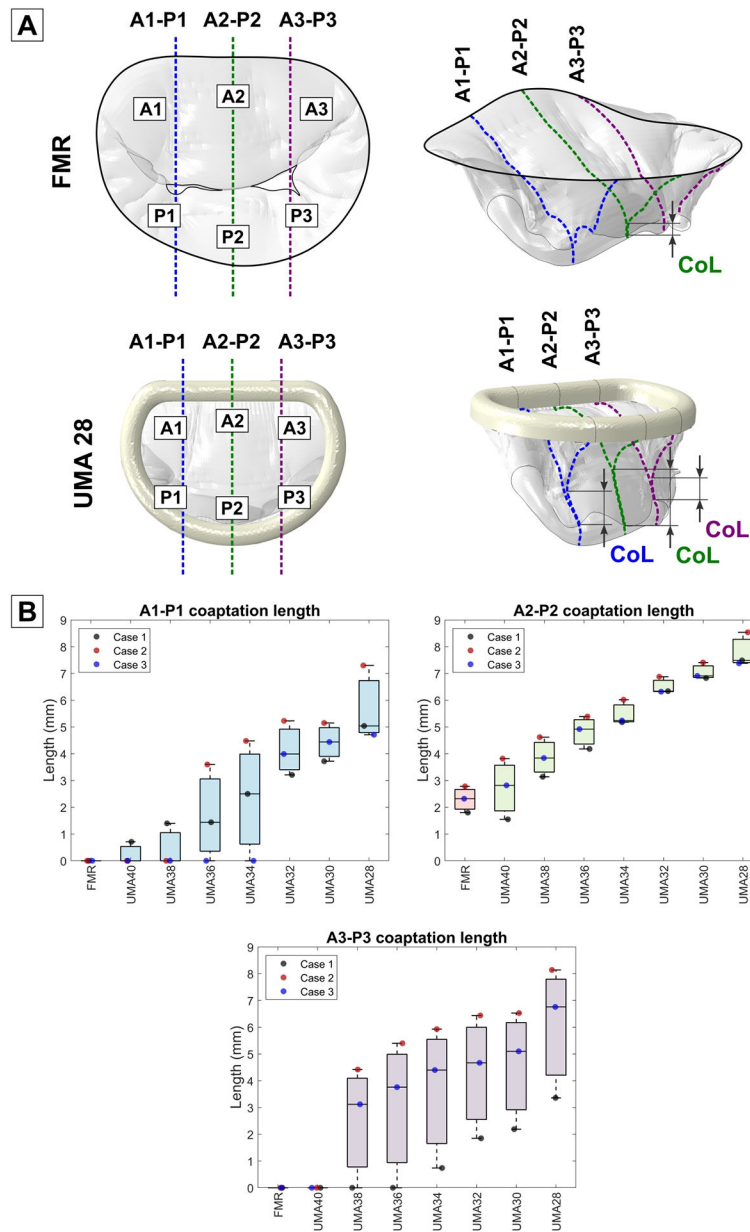 A
A1-P1 A2-P2 A3-P3
A1 A2 A3
P1 P2 P3
FMR
A1-P1
A2-P2
A3-P3
CoL
A1-P1 A2-P2 A3-P3
A1 A2 A3
P1 P2 P3
UMA 28
A1-P1
A2-P2
A3-P3
CoL
CoL
CoL
B
A1-P1 coaptation length
Case 1
Case 2
Case 3
Length (mm)
9
8
7
6
5
4
3
2
1
0
FMR UMA40 UMA38 UMA36 UMA34 UMA32 UMA30 UMA28
A2-P2 coaptation length
Case 1
Case 2
Case 3
Length (mm)
9
8
7
6
5
4
3
2
1
0
FMR UMA40 UMA38 UMA36 UMA34 UMA32 UMA30 UMA28
A3-P3 coaptation length
Case 1
Case 2
Case 3
Length (mm)
9
8
7
6
5
4
3
2
1
0
FMR UMA40 UMA38 UMA36 UMA34 UMA32 UMA30 UMA28